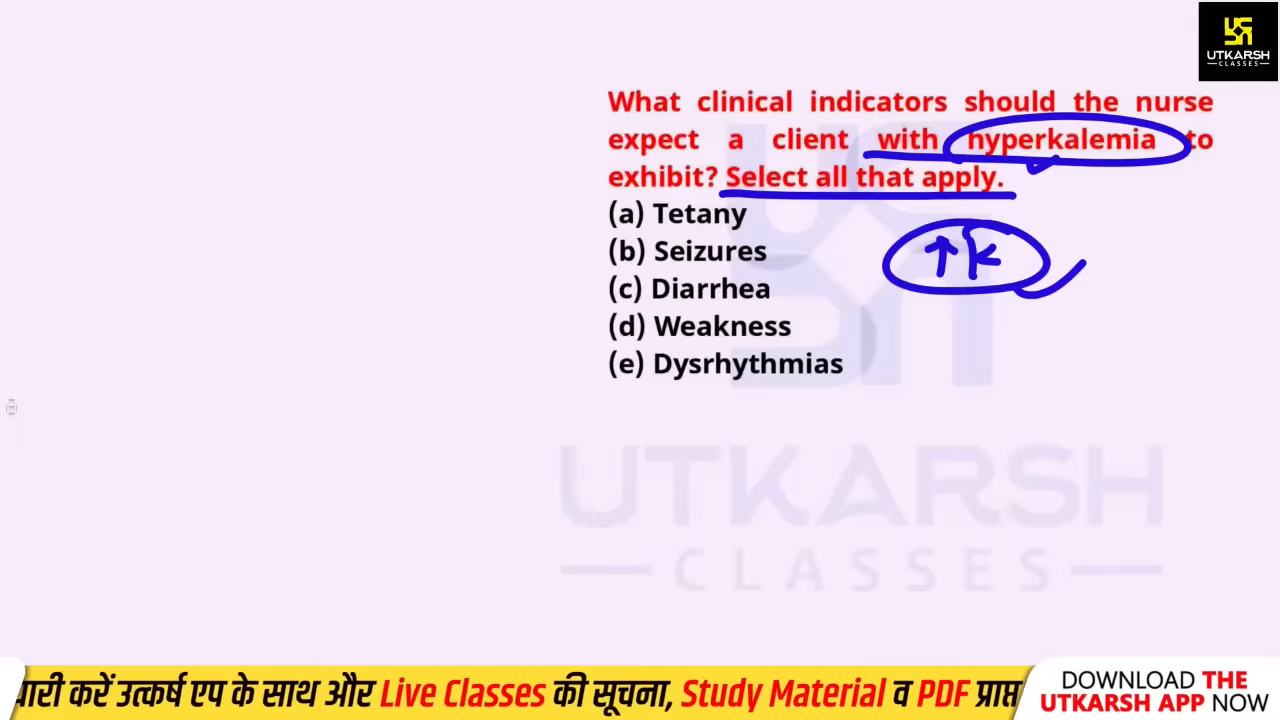 UTKARSH
CLASSES
What clinical indicators should the nurse
expect a client with hyperkalemia to
exhibit? Select all that apply.
(a) Tetany
(b) Seizures
↑K
(c) Diarrhea
(d) Weakness
(e) Dysrhythmias
UTKARSH
CLASSES
यारी करें उत्कर्ष एप के साथ और Live Classes की सूचना, Study Material व PDF प्राप्त
DOWNLOAD THE
UTKARSH APP NOW